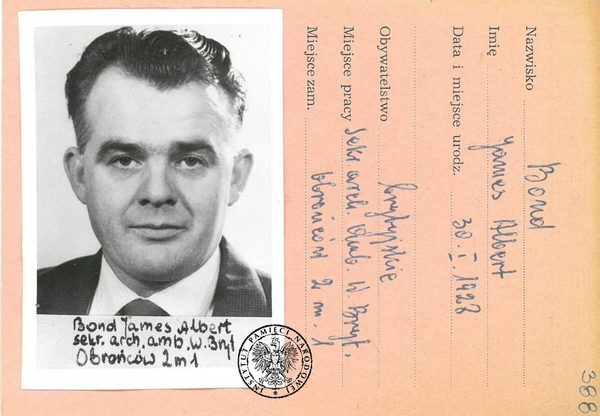 Nazwisko Bond
Imię James Albert
Data i miejsce urodz. 30. I. 1928
Obywatelstwo brytyjskie
Miejsce pracy Sekr. arch. Amb. W. Bryt.
Miejsce zam. Obrońców 2 m. 1
Bond James Albert
sekr. arch. amb. W. Bryt
Obrońców 2 m 1
INSTYTUT PAMIĘCI NARODOWEJ
388